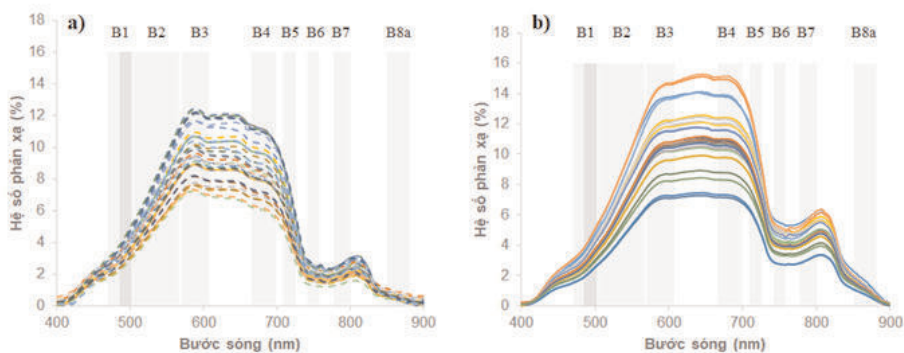 a)
B1 B2 B3 B4 B5 B6 B7 B8a
Hệ số phản xạ (%)
18
16
14
12
10
8
6
4
2
0
400 500 600 700 800 900
Bước sóng (nm)
b)
B1 B2 B3 B4 B5 B6 B7 B8a
Hệ số phản xạ (%)
18
16
14
12
10
8
6
4
2
0
400 500 600 700 800 900
Bước sóng (nm)